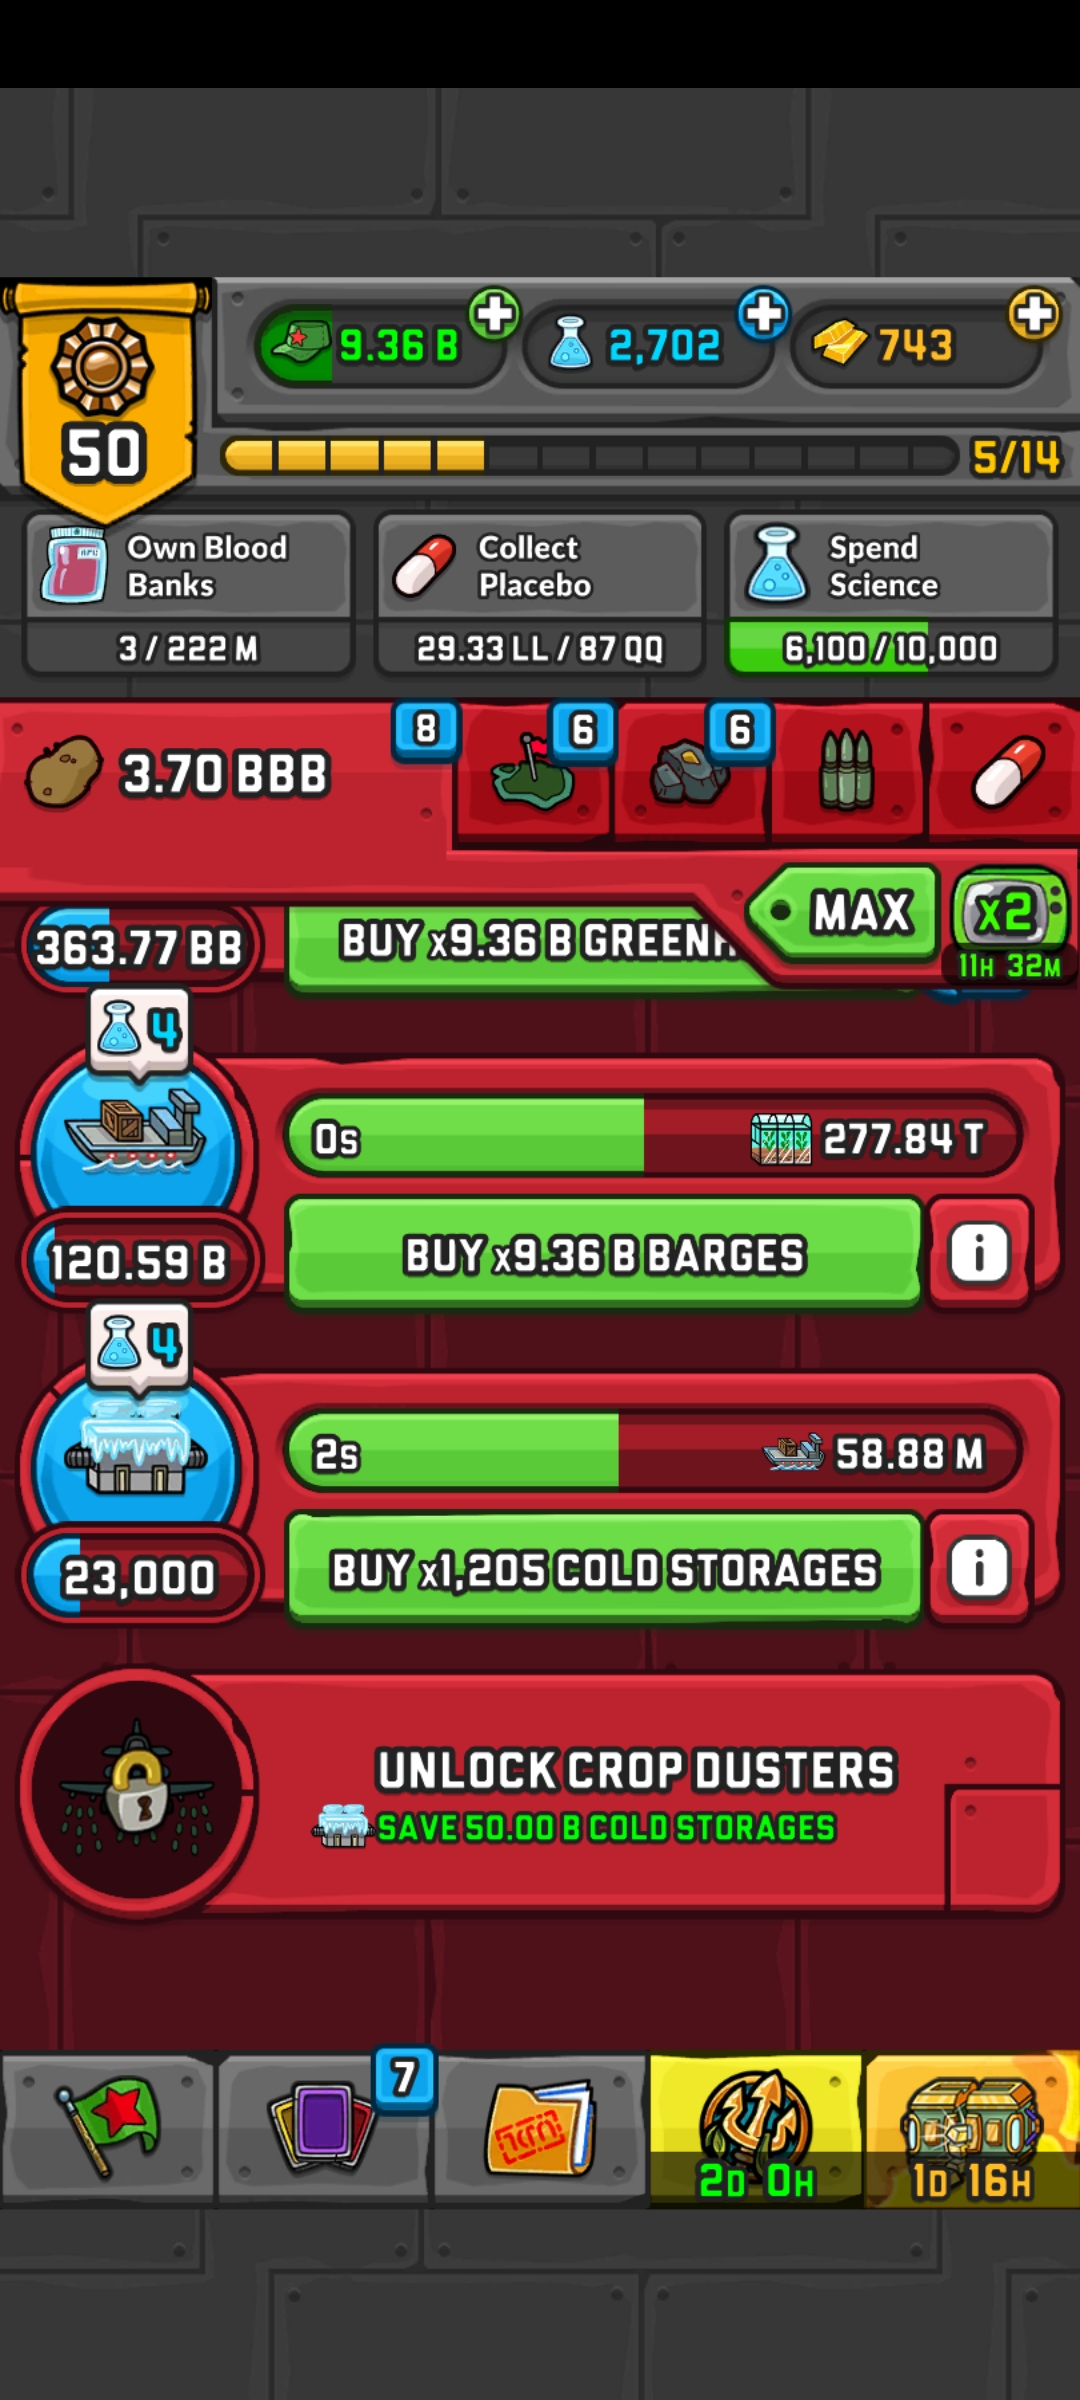 50
9.36 B
2,702
743
5/14
Own Blood
Banks
3 / 222 M
Collect
Placebo
29.33 LL / 87 QQ
Spend
Science
6,100 / 10,000
3.70 BBB
8
6
6
MAX
x2
11H 32M
363.77 BB
BUY x9.36 B
4
0s
277.84 T
120.59 B
BUY x9.36 B BARGES
i
4
2s
58.88 M
23,000
BUY x1,205 COLD STORAGES
i
UNLOCK CROP DUSTERS
SAVE 50.00 B COLD STORAGES
7
2D 0H
1D 16H